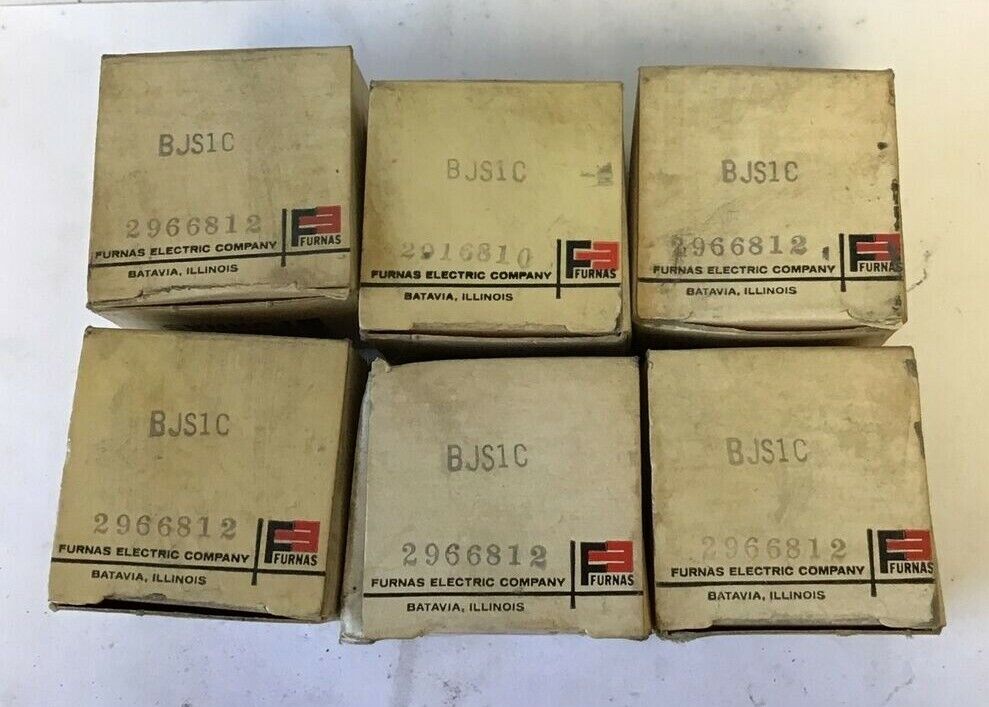 BJS1C
2966812
FURNAS ELECTRIC COMPANY
FURNAS
BATAVIA, ILLINOIS
BJS1C
2916810
FURNAS ELECTRIC COMPANY
FURNAS
BATAVIA, ILLINOIS
BJS1C
2966812
FURNAS ELECTRIC COMPANY
FURNAS
BATAVIA, ILLINOIS
BJS1C
2966812
FURNAS ELECTRIC COMPANY
FURNAS
BATAVIA, ILLINOIS
BJS1C
2966812
FURNAS ELECTRIC COMPANY
FURNAS
BATAVIA, ILLINOIS
BJS1C
2966812
FURNAS ELECTRIC COMPANY
FURNAS
BATAVIA, ILLINOIS